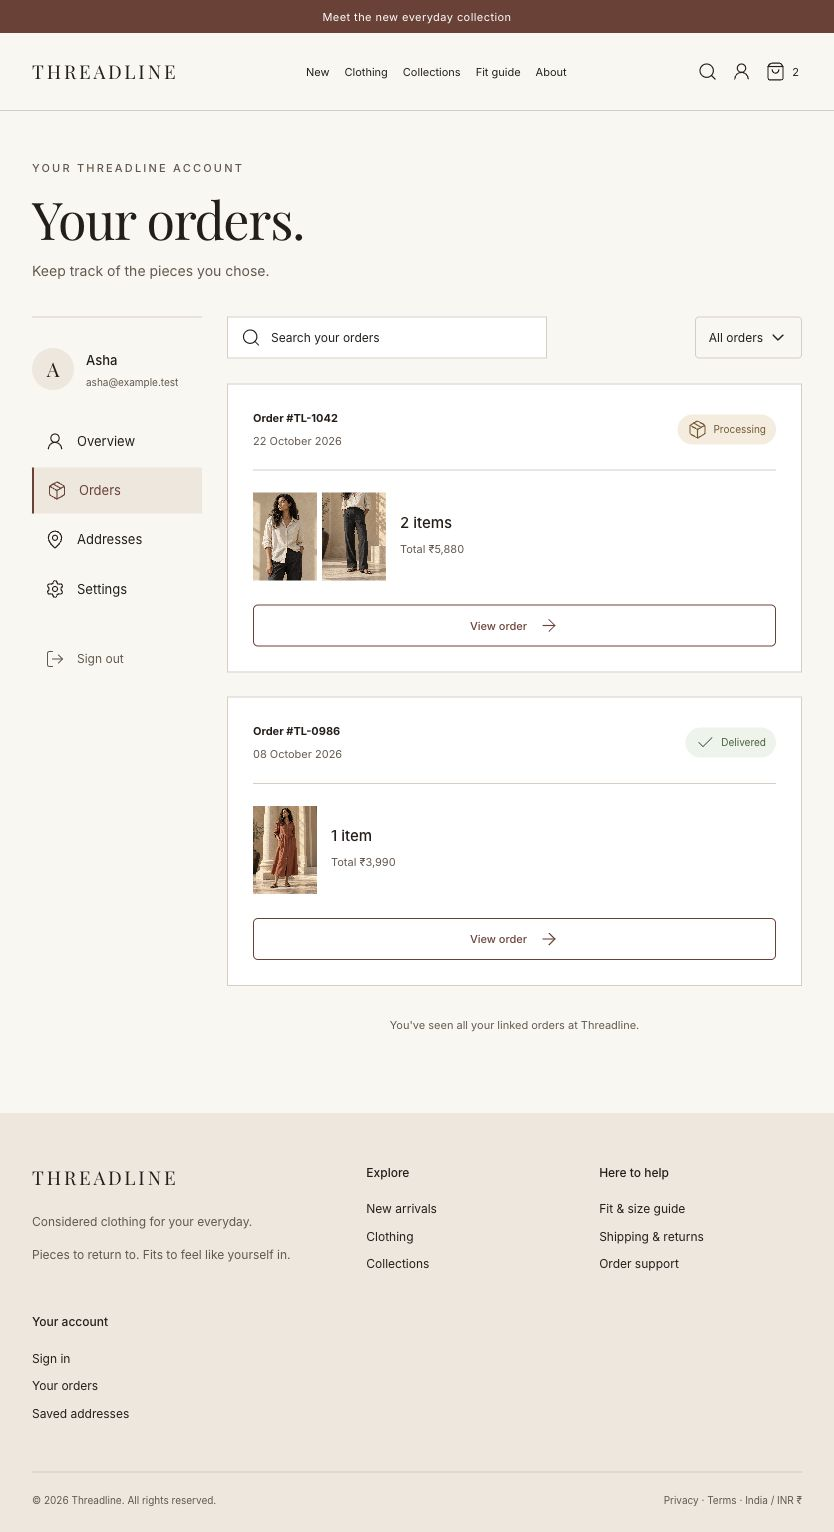 Meet the new everyday collection
THREADLINE
New Clothing Collections Fit guide About
2
YOUR THREADLINE ACCOUNT
Your orders.
Keep track of the pieces you chose.
A
Asha
asha@example.test
Overview
Orders
Addresses
Settings
Sign out
Search your orders
All orders
Order #TL-1042
22 October 2026
Processing
2 items
Total ₹5,880
View order
Order #TL-0986
08 October 2026
Delivered
1 item
Total ₹3,990
View order
You've seen all your linked orders at Threadline.
THREADLINE
Considered clothing for your everyday.
Pieces to return to. Fits to feel like yourself in.
Explore
New arrivals
Clothing
Collections
Here to help
Fit & size guide
Shipping & returns
Order support
Your account
Sign in
Your orders
Saved addresses
© 2026 Threadline. All rights reserved.
Privacy · Terms · India / INR ₹